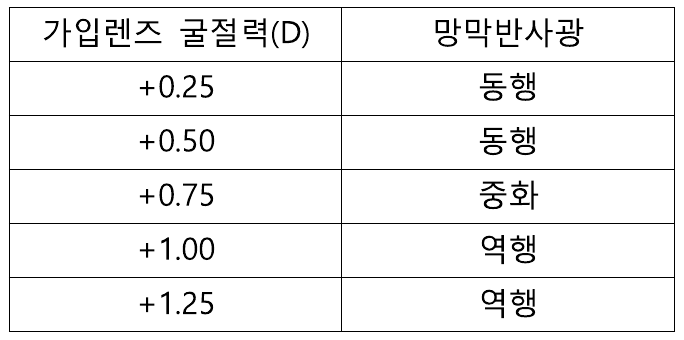 가입렌즈 굴절력(D) 망막반사광
+0.25 동행
+0.50 동행
+0.75 중화
+1.00 역행
+1.25 역행